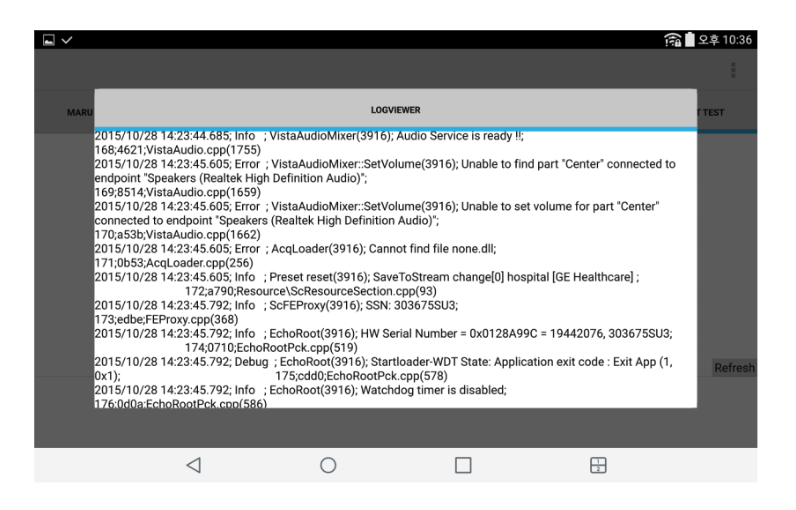 오후 10:36
LOGVIEWER
MARU
T TEST
2015/10/28 14:23:44.685; Info ; VistaAudioMixer(3916); Audio Service is ready !!;
168;4621;VistaAudio.cpp(1755)
2015/10/28 14:23:45.605; Error ; VistaAudioMixer::SetVolume(3916); Unable to find part "Center" connected to
endpoint "Speakers (Realtek High Definition Audio)";
169;8514;VistaAudio.cpp(1659)
2015/10/28 14:23:45.605; Error ; VistaAudioMixer::SetVolume(3916); Unable to set volume for part "Center"
connected to endpoint "Speakers (Realtek High Definition Audio)";
170;a53b;VistaAudio.cpp(1662)
2015/10/28 14:23:45.605; Error ; AcqLoader(3916); Cannot find file none.dll;
171;0b53;AcqLoader.cpp(256)
2015/10/28 14:23:45.605; Info ; Preset reset(3916); SaveToStream change[0] hospital [GE Healthcare] ;
172;a790;Resource\ScResourceSection.cpp(93)
2015/10/28 14:23:45.792; Info ; ScFEProxy(3916); SSN: 303675SU3;
173;edbe;FEProxy.cpp(368)
2015/10/28 14:23:45.792; Info ; EchoRoot(3916); HW Serial Number = 0x0128A99C = 19442076, 303675SU3;
174;0710;EchoRootPck.cpp(519)
2015/10/28 14:23:45.792; Debug ; EchoRoot(3916); Startloader-WDT State: Application exit code : Exit App (1,
0x1); 175;cdd0;EchoRootPck.cpp(578)
Refresh
2015/10/28 14:23:45.792; Info ; EchoRoot(3916); Watchdog timer is disabled;
176;0d0a;EchoRootPck.cpp(586)